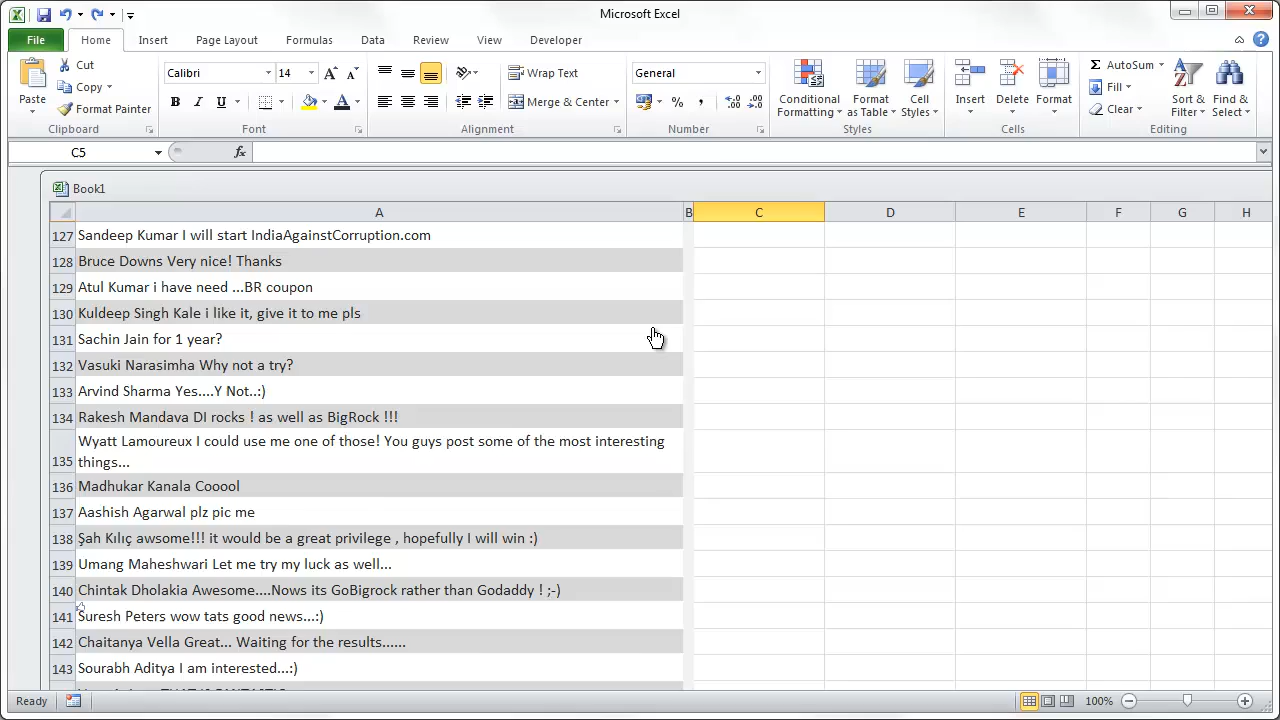 Microsoft Excel
File Home Insert Page Layout Formulas Data Review View Developer
Paste
Cut
Copy
Format Painter
Clipboard
Calibri 14
B I U A
Font
Wrap Text
Merge & Center
Alignment
General
% ,
Number
Conditional Formatting
Format as Table
Cell Styles
Styles
Insert Delete Format
Cells
Σ AutoSum
Fill
Clear
Sort & Filter
Find & Select
Editing
C5 fx
Book1
A B C D E F G H
127 Sandeep Kumar I will start IndiaAgainstCorruption.com
128 Bruce Downs Very nice! Thanks
129 Atul Kumar i have need ...BR coupon
130 Kuldeep Singh Kale i like it, give it to me pls
131 Sachin Jain for 1 year?
132 Vasuki Narasimha Why not a try?
133 Arvind Sharma Yes....Y Not..:)
134 Rakesh Mandava DI rocks ! as well as BigRock !!!
135 Wyatt Lamoureux I could use me one of those! You guys post some of the most interesting
things...
136 Madhukar Kanala Cooool
137 Aashish Agarwal plz pic me
138 Şah Kılıç awsome!!! it would be a great privilege , hopefully I will win :)
139 Umang Maheshwari Let me try my luck as well...
140 Chintak Dholakia Awesome....Nows its GoBigrock rather than Godaddy ! ;-)
141 Suresh Peters wow tats good news...:)
142 Chaitanya Vella Great... Waiting for the results......
143 Sourabh Aditya I am interested...:)
Ready 100%